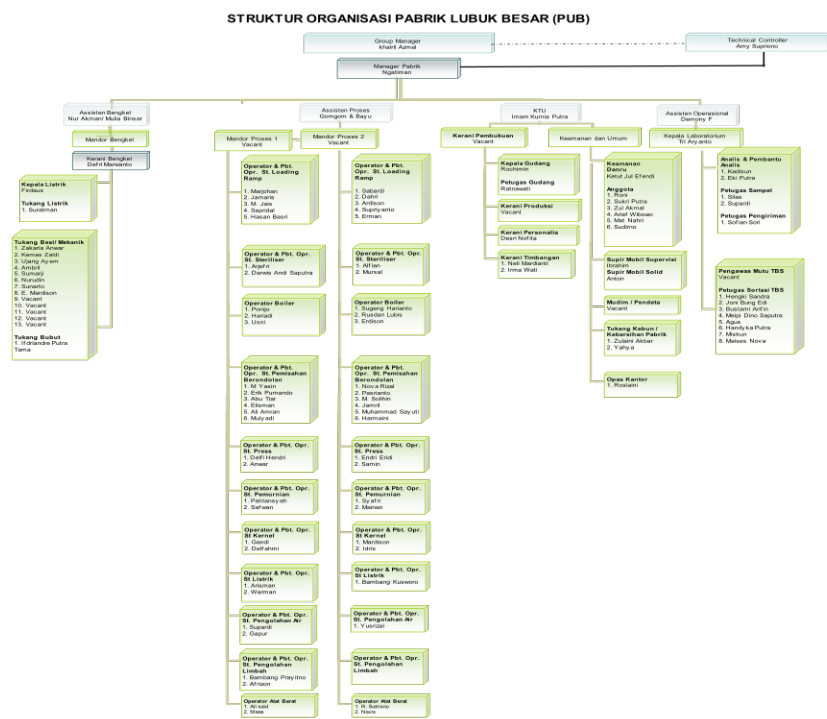 STRUKTUR ORGANISASI PABRIK LUBUK BESAR (PUB)
Group Manager
khairil Azmal
Technical Controller
Amy Supriono
Manager Pabrik
Ngaliman
Assisten Bengkel
Nur Akman/ Mulia Binsar
Mandor Bengkel
Kerani Bengkel
Defri Marwanto
Kepala Listrik
Firdaus
Tukang Listrik
1. Suratman
Tukang Besi/ Mekanik
1. Zakaria Anwar
2. Kemas Zaldi
3. Ujang Ayam
4. Ambril
5. Sumarji
6. Nurudin
7. Sunarto
8. E. Mardison
9. Vacant
10. Vacant
11. Vacant
12. Vacant
13. Vacant
Tukang Bubut
1. Ifdriandre Putra
Tama
Assisten Proses
Gomgom & Bayu
Mandor Proses 1
Vacant
Operator & Pbt.
Opr. St. Loading
Ramp
1. Marjohan
2. Jamaris
3. M. Jais
4. Sepridal
5. Hasan Basri
Operator & Pbt. Opr.
St. Steriliser
1. Arjefri
2. Darwis Andi Saputra
Operator Boiler
1. Ponijo
2. Hariadi
3. Usni
Operator & Pbt.
Opr. St. Pemisahan
Berondolan
1. M Yasin
2. Erik Purnando
3. Abu Tiar
4. Elisman
5. Ali Amran
6. Mulyadi
Operator & Pbt. Opr.
St. Press
1. Delfi Hendri
2. Anwar
Operator & Pbt. Opr.
St. Pemurnian
1. Patriansyah
2. Safwan
Operator & Pbt. Opr.
St Kernel
1. Gandi
2. Delfahmi
Operator & Pbt. Opr.
St Listrik
1. Arisman
2. Warman
Operator & Pbt. Opr.
St. Pengolahan Air
1. Supardi
2. Gapur
Operator & Pbt. Opr.
St. Pengolahan
Limbah
1. Bambang Prayitno
2. Afrizon
Operator Alat Berat
Mandor Proses 2
Vacant
Operator & Pbt.
Opr. St. Loading
Ramp
1. Sabardi
2. Dafri
3. Ardison
4. Supriyanto
5. Erman
Operator & Pbt. Opr.
St. Steriliser
1. Alfian
2. Mursal
Operator Boiler
1. Sugeng Harianto
2. Rusdan Lubis
3. Erdison
Operator & Pbt.
Opr. St. Pemisahan
Berondolan
1. Nova Rizal
2. Pasrianto
3. M. Solihin
4. Jamril
5. Muhammad Sayuti
6. Harmaini
Operator & Pbt. Opr.
St. Press
1. Endri Eridi
2. Samin
Operator & Pbt. Opr.
St. Pemurnian
1. Syafril
2. Mainan
Operator & Pbt. Opr.
St Kernel
1. Mardison
2. Idris
Operator & Pbt. Opr.
St Listrik
1. Bambang Kusworo
Operator & Pbt. Opr.
St. Pengolahan Air
1. Yusrizal
Operator & Pbt. Opr.
St. Pengolahan
Limbah
Operator Alat Berat
1. R. Sutrisno
KTU
Imam Kurnia Putra
Kerani Pembukuan
Vacant
Kepala Gudang
Rochimin
Petugas Gudang
Ratnawati
Kerani Produksi
Vacant
Kerani Personalia
Desri Nofita
Kerani Timbangan
1. Neli Mardianti
2. Irma Wati
Keamanan dan Umum
Keamanan
Danru
Ketut Jul Efendi
Anggota
1. Roni
2. Sukri Putra
3. Zul Akmal
4. Arief Wibowo
5. Mat Nahri
6. Sudimo
Supir Mobil Supervisi
Ibrahim
Supir Mobil Solid
Anton
Mudim / Pendeta
Vacant
Tukang Kebun /
Kebersihan Pabrik
1. Zulaini Akbar
2. Yahya
Opas Kantor
1. Roslaini
Assisten Operasional
Demony F
Kepala Laboratorium
Tri Aryanto
Analis & Pembantu
Analis
1. Kadisun
2. Eki Putra
Petugas Sampel
1. Silas
2. Supardi
Petugas Pengiriman
1. Sofian Sori
Pengawas Mutu TBS
Vacant
Petugas Sortasi TBS
1. Hengki Sandra
2. Joni Bung Edi
3. Bustami Arifin
4. Meipi Dino Saputra
5. Agus
6. Handyka Putra
7. Miskun
8. Maises Nova